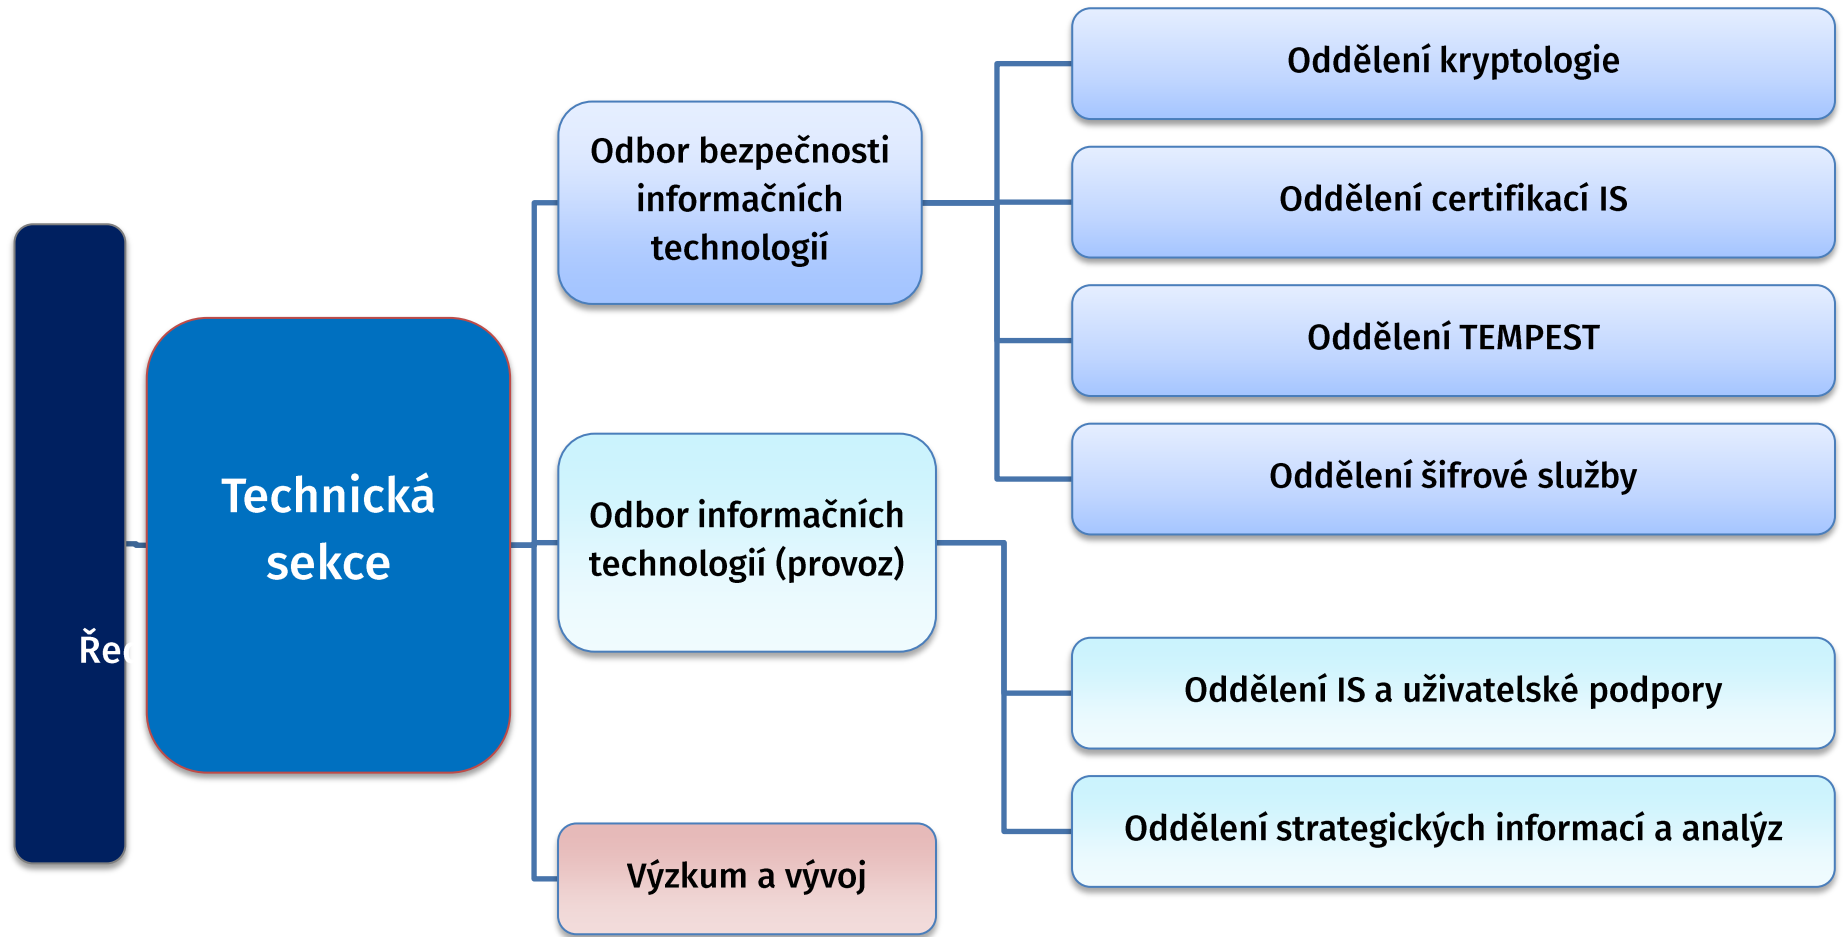 Technická
sekce
Odbor bezpečnosti
informačních
technologií
Oddělení kryptologie
Oddělení certifikací IS
Oddělení TEMPEST
Oddělení šifrové služby
Odbor informačních
technologií (provoz)
Oddělení IS a uživatelské podpory
Oddělení strategických informací a analýz
Výzkum a vývoj